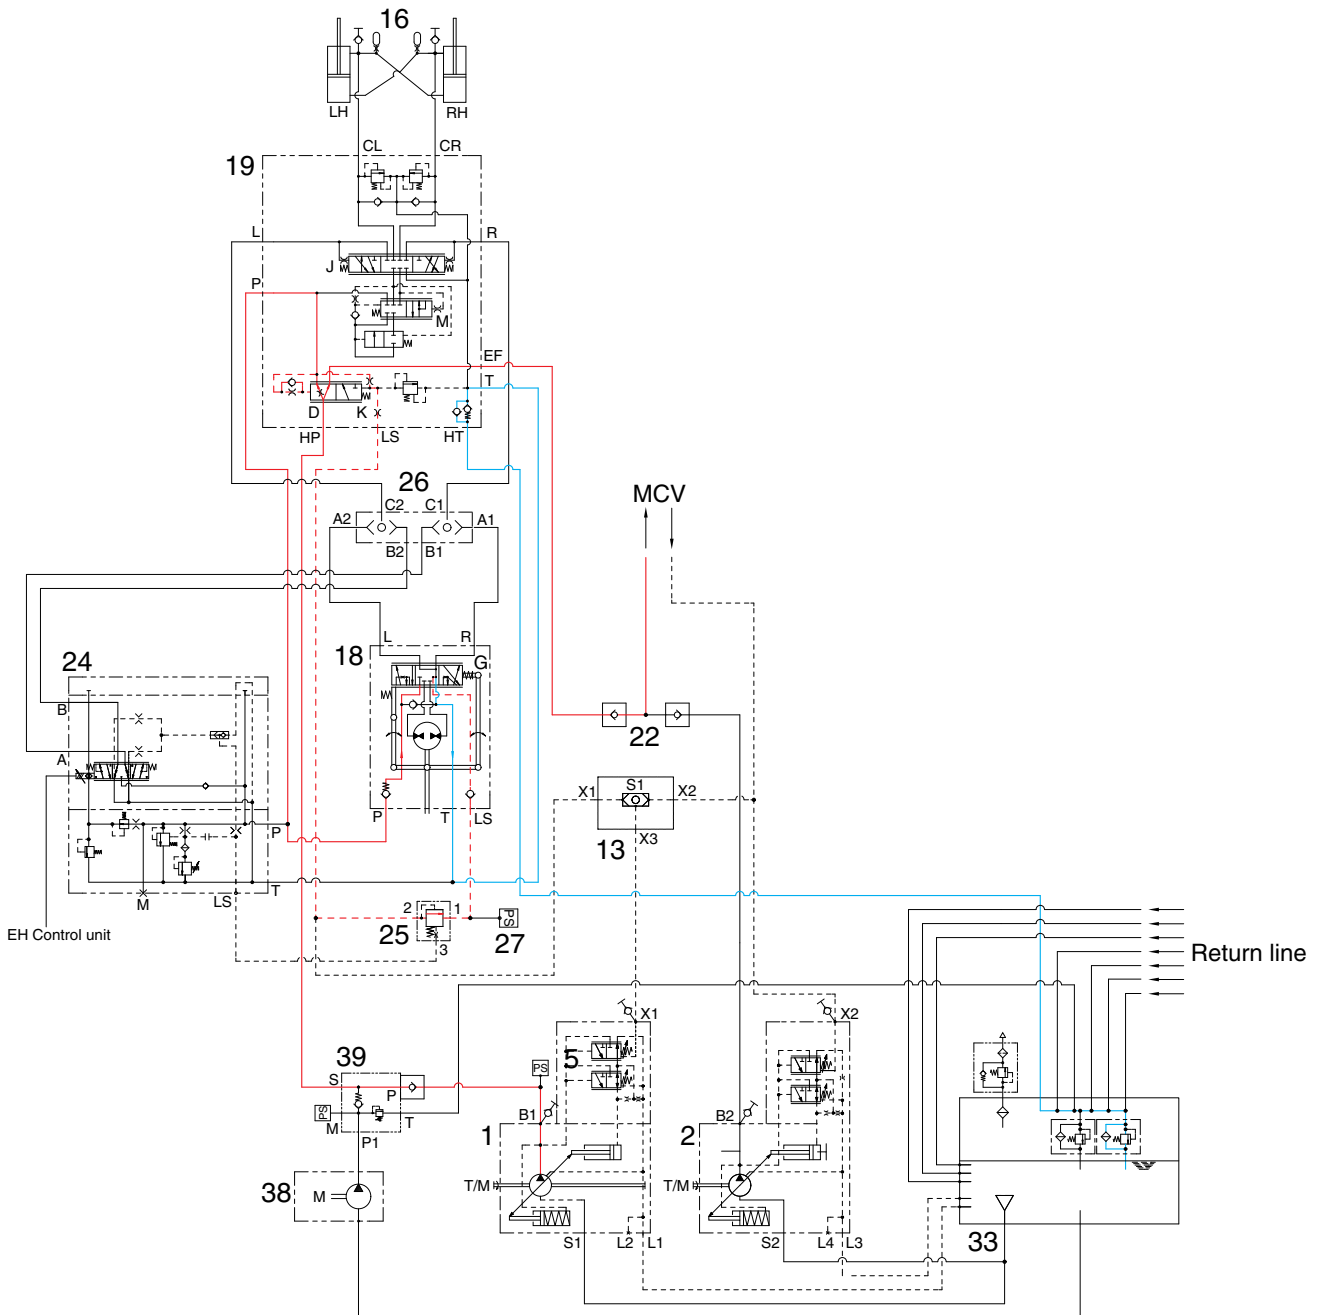 16
LH RH
CL CR
19
L R
J
P
M
EF
T
D K
HP LS HT
26
C2 C1
A2 A1
B2 B1
MCV
L R
18 G
24
B
A
22
S1
X1 X2
P T LS
13 X3
P
T
M LS
2 1
25 PS
3 27
EH Control unit
Return line
X1 X2
5
39
S P
PS
PS
M T
P1
B1 B2
1 2
38 M
T/M T/M
S1 L2 L1
S2 L4 L3
33